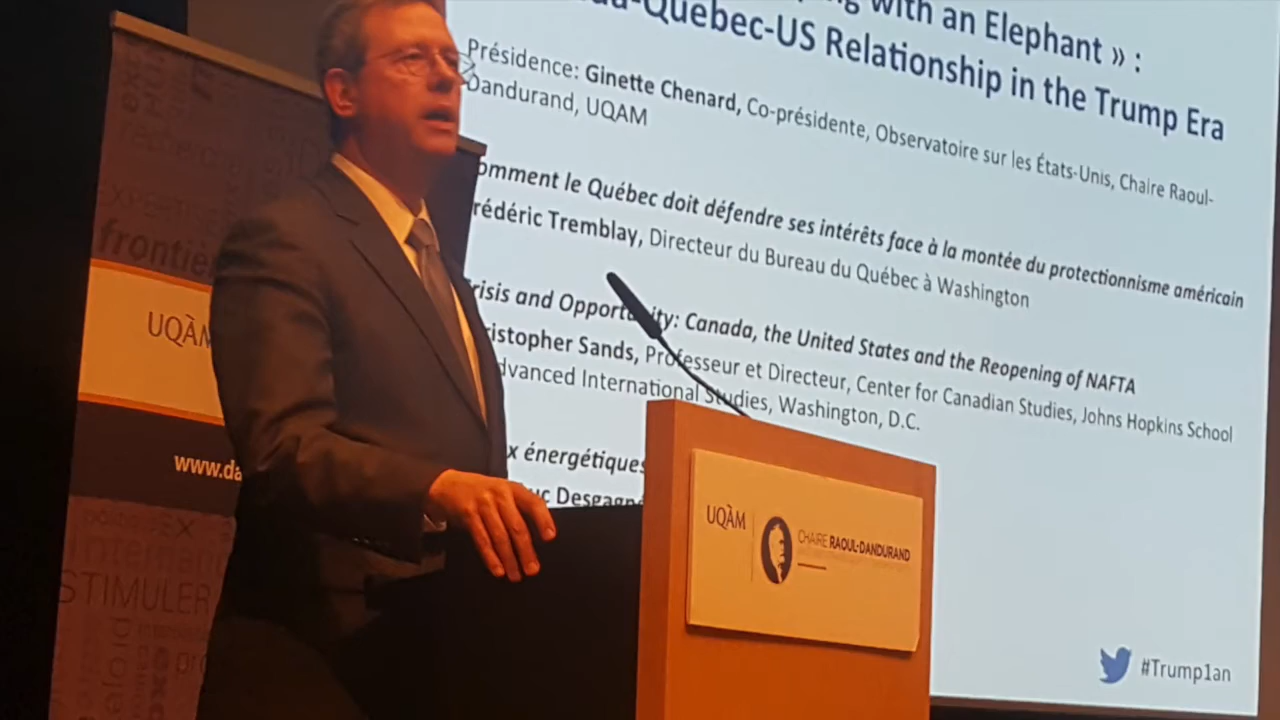 with an Elephant » :
-Québec-US Relationship in the Trump Era
Présidence: Ginette Chenard, Co-présidente, Observatoire sur les États-Unis, Chaire Raoul-
Dandurand, UQAM
omment le Québec doit défendre ses intérêts face à la montée du protectionnisme américain
rédéric Tremblay, Directeur du Bureau du Québec à Washington
risis and Opportunity: Canada, the United States and the Reopening of NAFTA
istopher Sands, Professeur et Directeur, Center for Canadian Studies, Johns Hopkins School
dvanced International Studies, Washington, D.C.
x énergétiques
uc Desgagn
#Trump1an
frontiè
UQÀM
www.da
STIMULER
UQÀM
CHAIRE RAOUL-DANDURAND